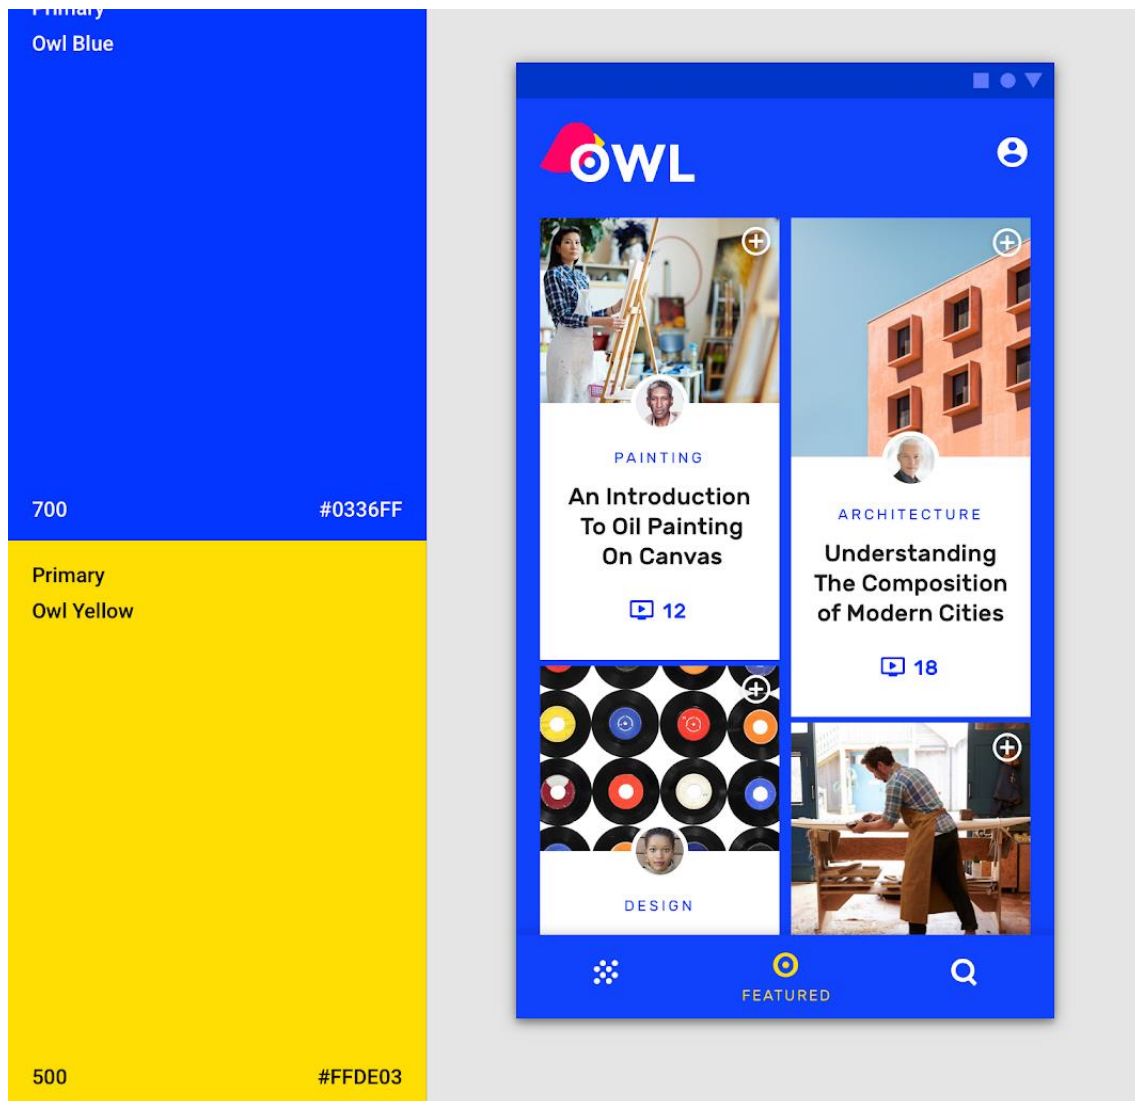 Primary
Owl Blue
700 #0336FF
Primary
Owl Yellow
500 #FFDE03
OWL
PAINTING
An Introduction
To Oil Painting
On Canvas
12
ARCHITECTURE
Understanding
The Composition
of Modern Cities
18
DESIGN
FEATURED